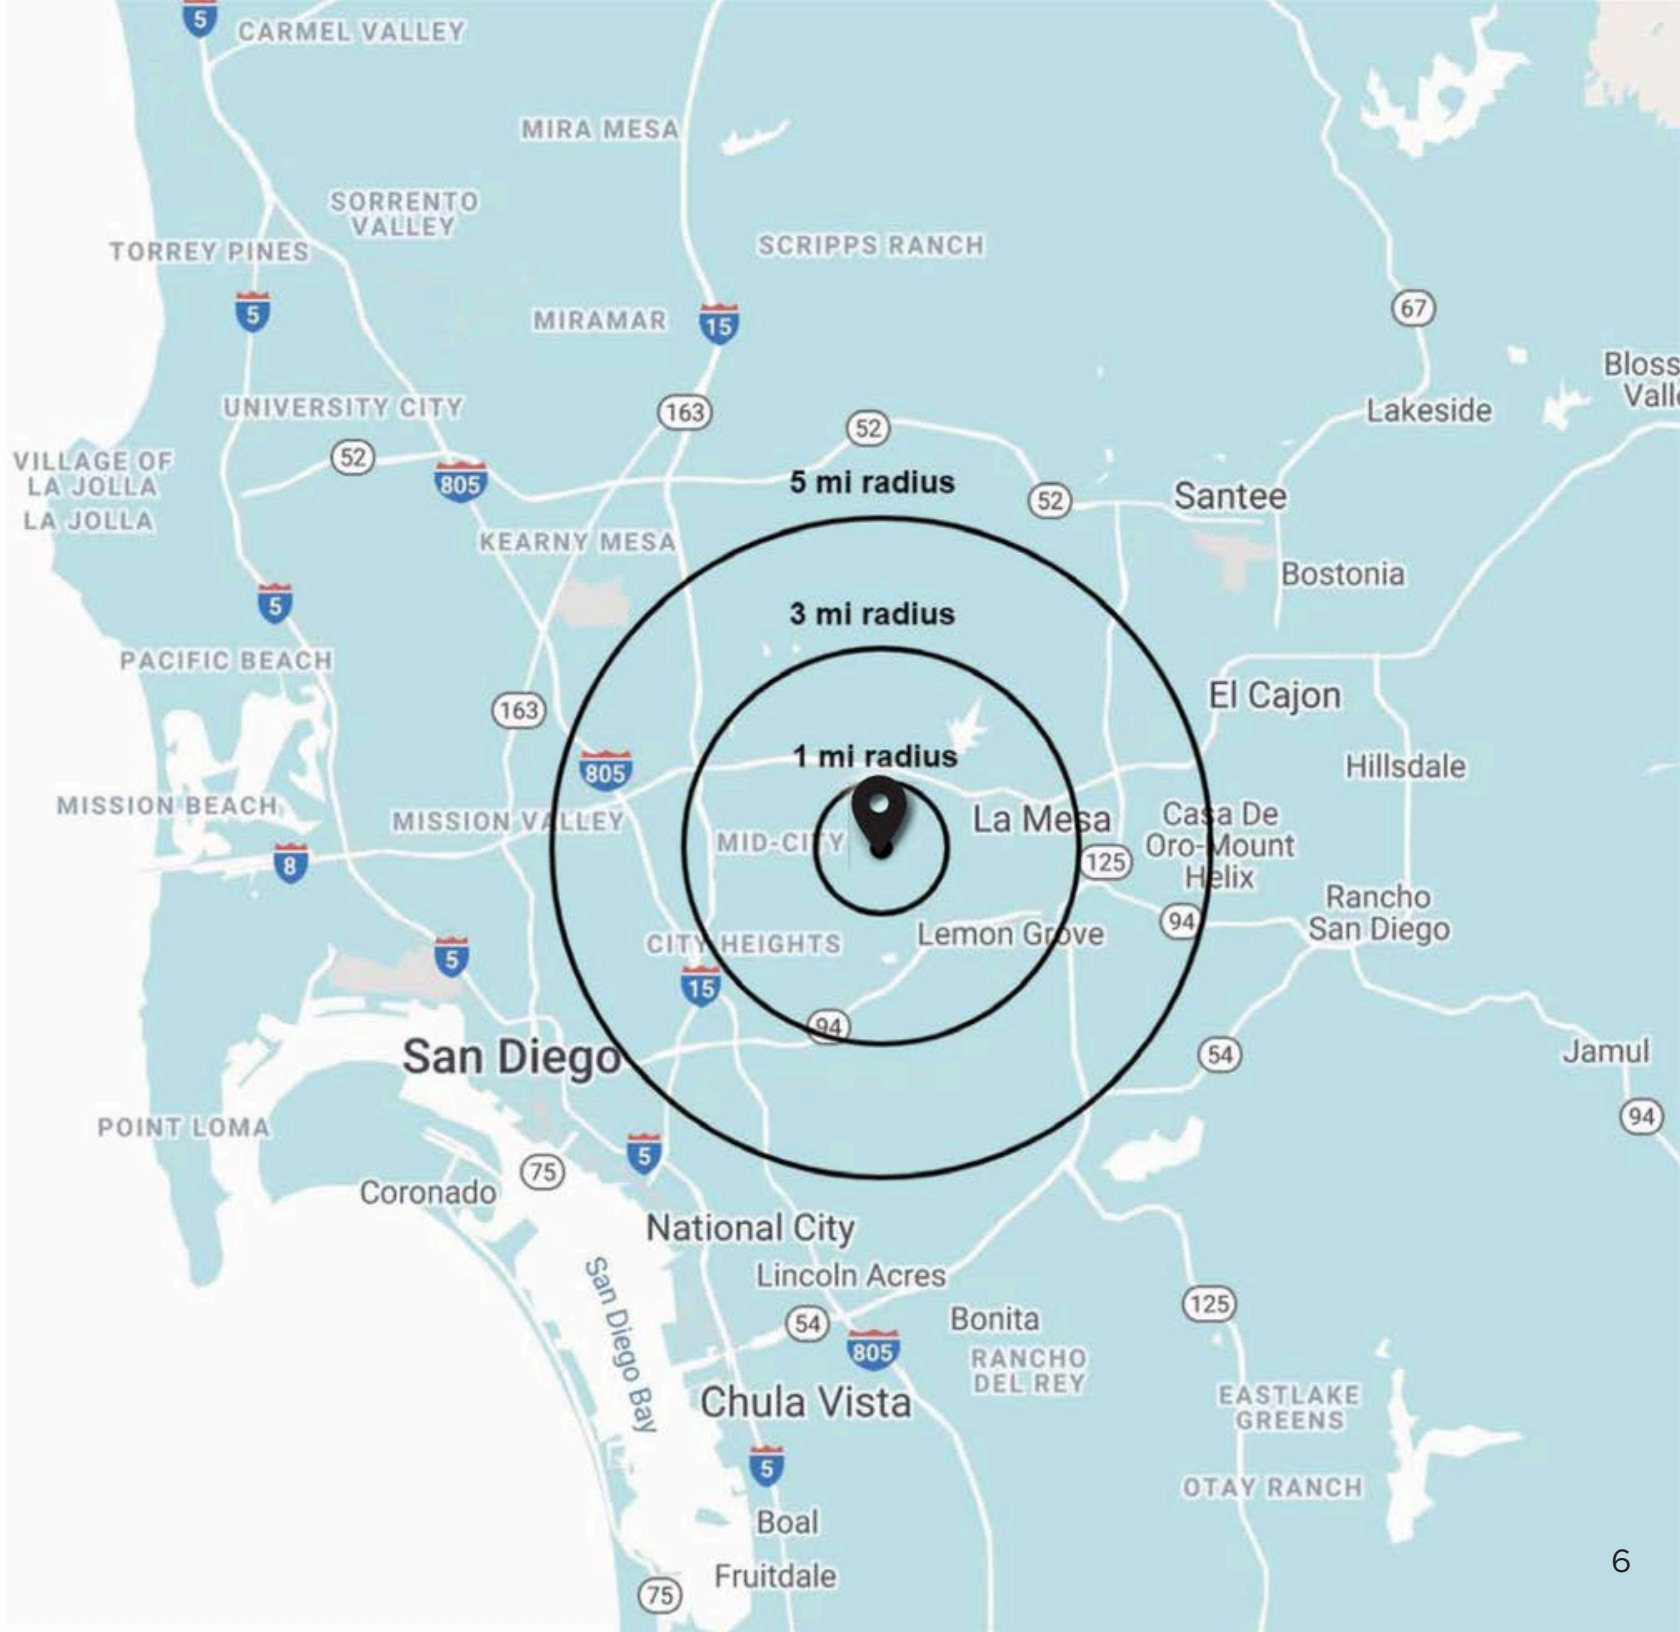 5
CARMEL VALLEY
MIRA MESA
SORRENTO
VALLEY
TORREY PINES
SCRIPPS RANCH
5
MIRAMAR
15
67
Bloss
Valle
UNIVERSITY CITY
163
52
Lakeside
52
VILLAGE OF
LA JOLLA
LA JOLLA
805
5 mi radius
52
Santee
KEARNY MESA
Bostonia
5
3 mi radius
PACIFIC BEACH
163
El Cajon
805
1 mi radius
Hillsdale
MISSION BEACH
MISSION VALLEY
MID-CITY
La Mesa
Casa De
Oro-Mount
Helix
8
125
Rancho
San Diego
94
CITY HEIGHTS
Lemon Grove
5
15
94
San Diego
54
Jamul
94
POINT LOMA
5
75
Coronado
National City
San Diego Bay
Lincoln Acres
54
805
Bonita
125
RANCHO
DEL REY
Chula Vista
EASTLAKE
GREENS
5
OTAY RANCH
Boal
6
Fruitdale
75